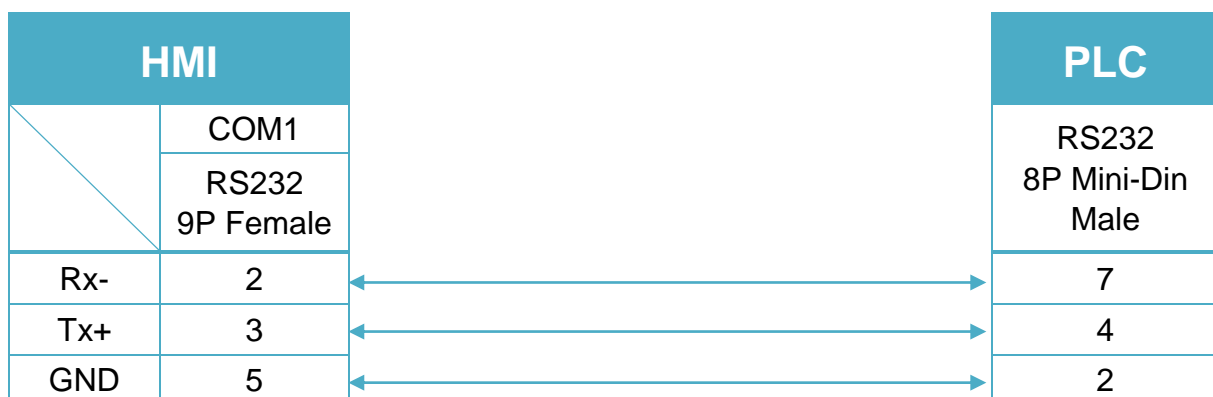 HMI PLC
COM1
RS232
9P Female
RS232
8P Mini-Din
Male
Rx- 2 7
Tx+ 3 4
GND 5 2